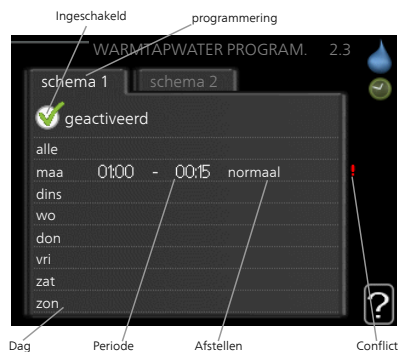 Ingeschakeld programmering
WARMTAPWATER PROGRAM. 2.3
schema 1 schema 2
geactiveerd
alle
maa 01:00 - 00:15 normaal !
dins
wo
don
vri
zat
zon
?
Dag Periode Afstellen Conflict